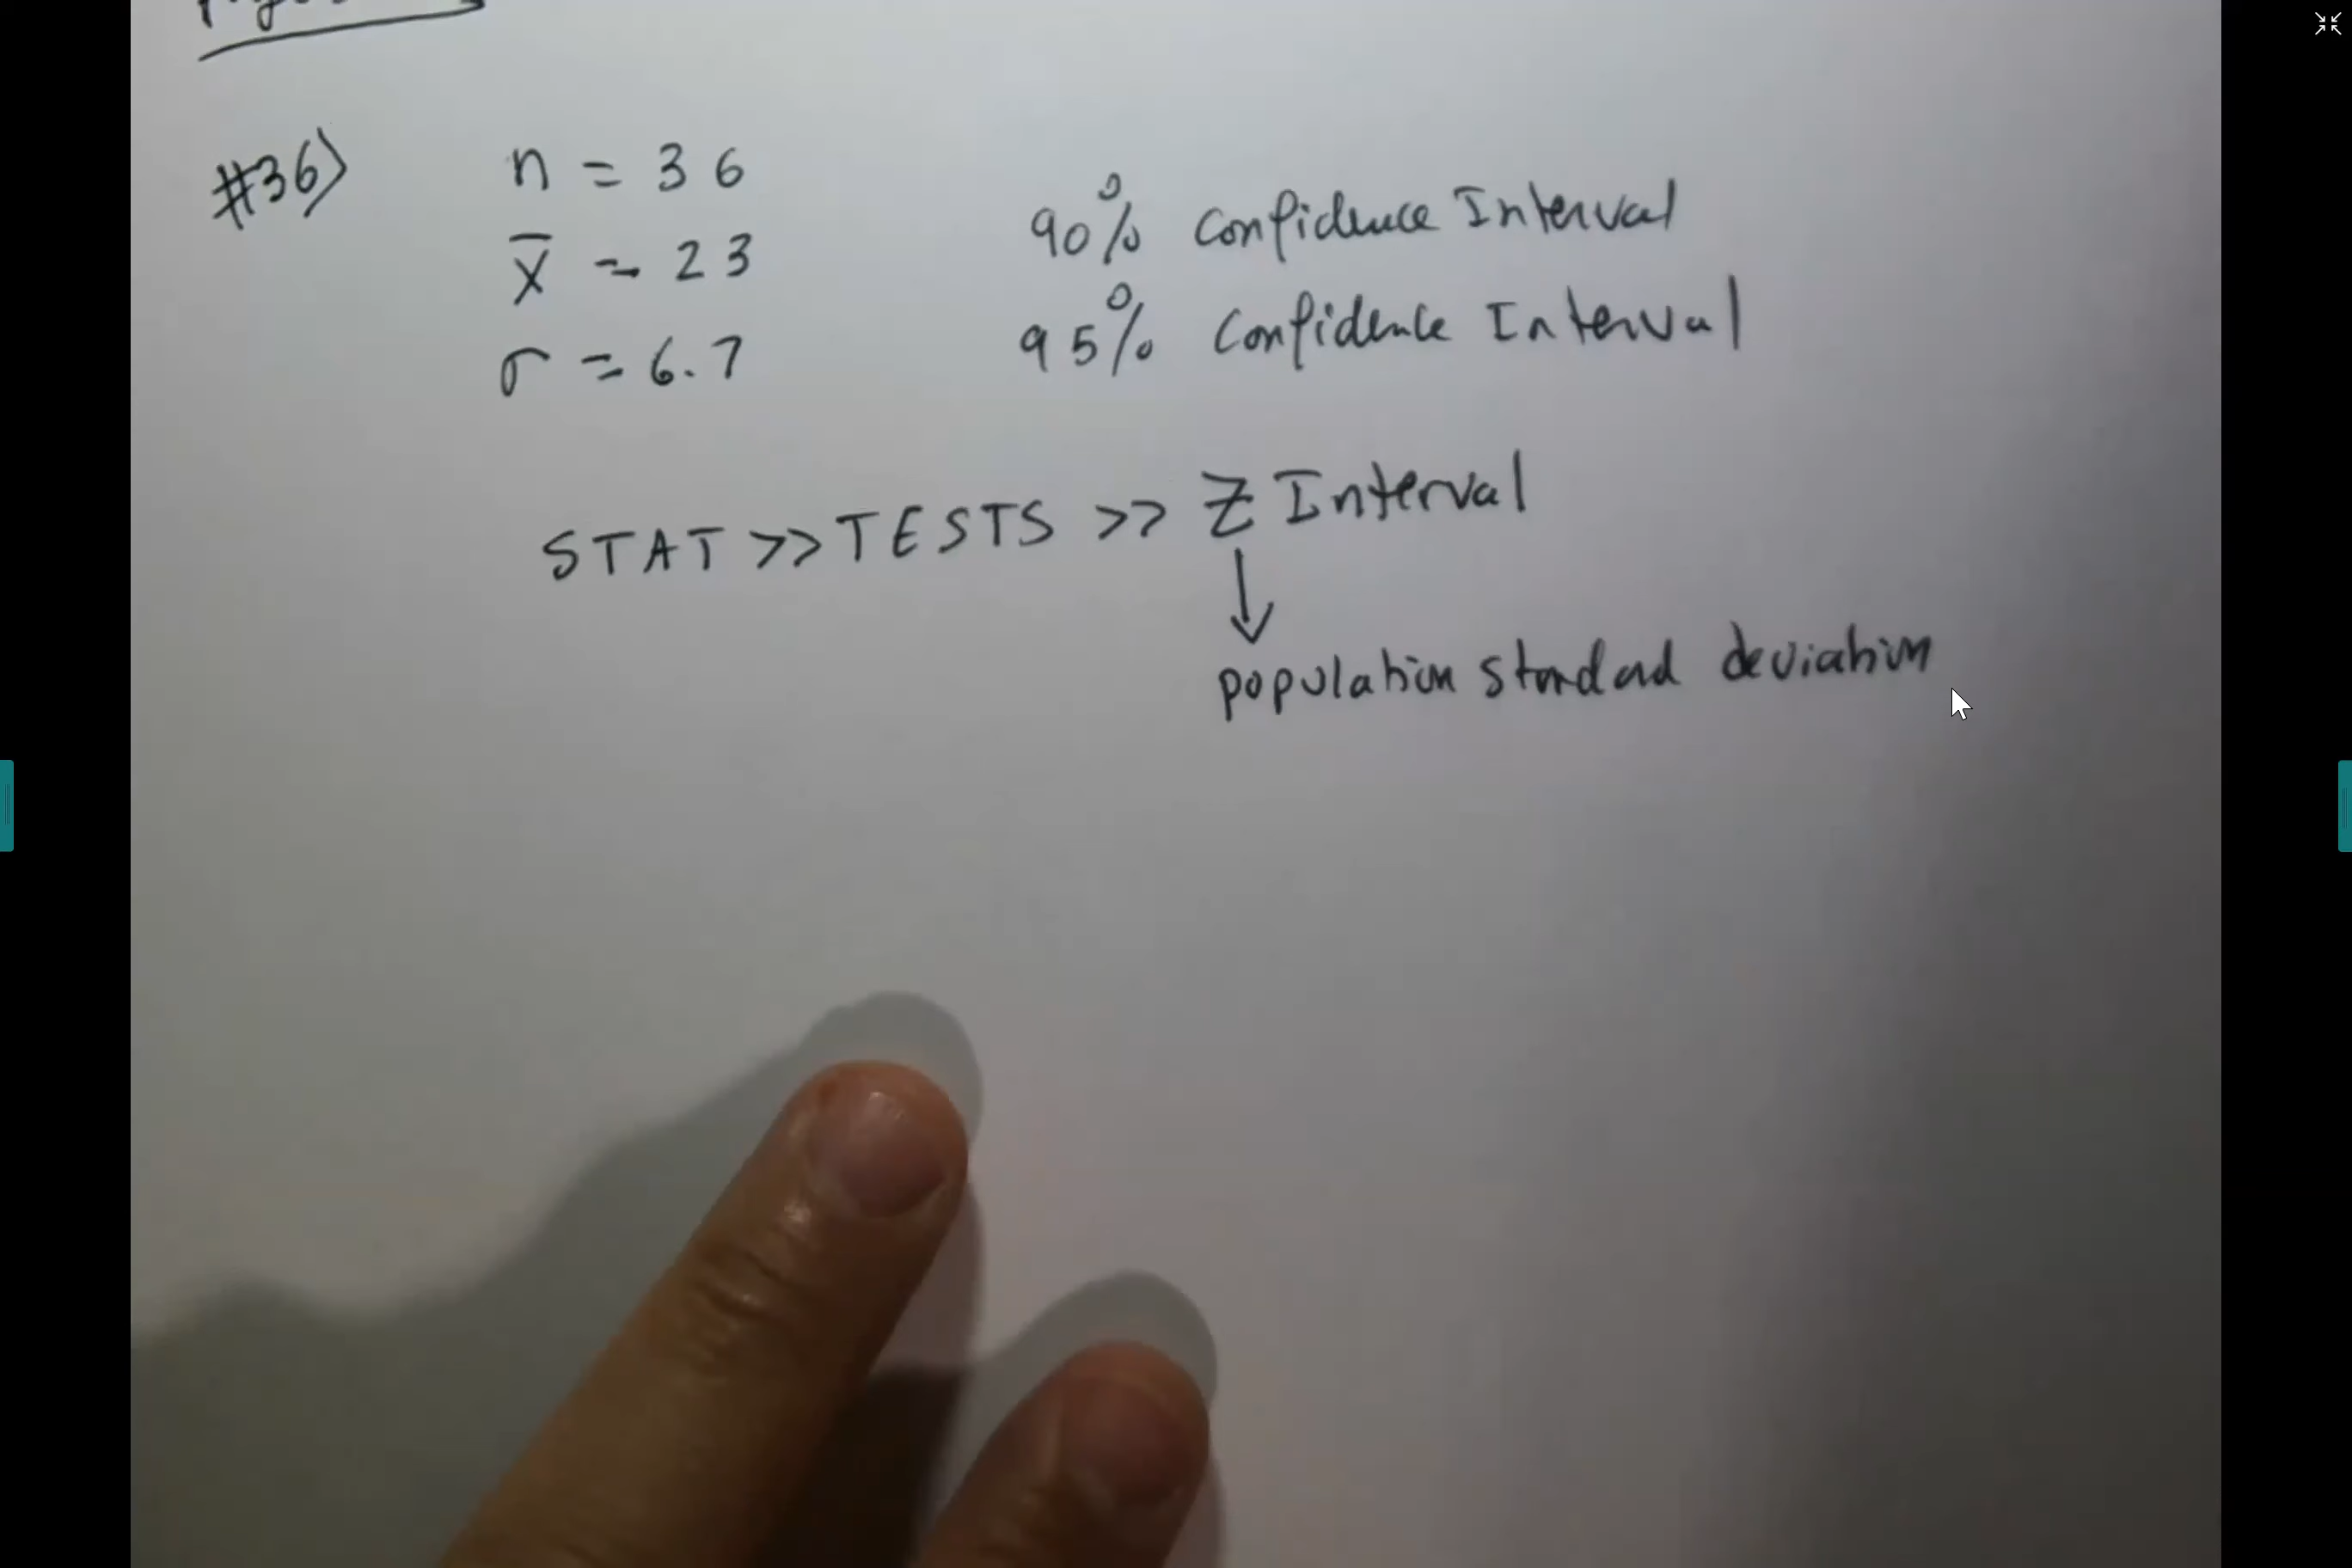 #36) n = 36
x̄ = 23
σ = 6.7
90% Confidence Interval
95% Confidence Interval
STAT >> TESTS >> Z Interval
↓
population standard deviation